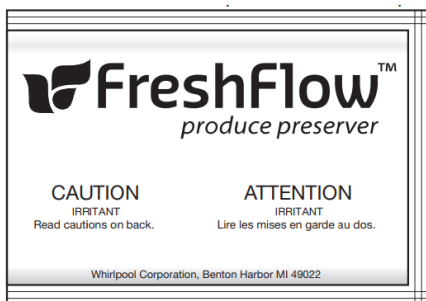 FreshFlow™
produce preserver
CAUTION
IRRITANT
Read cautions on back.
ATTENTION
IRRITANT
Lire les mises en garde au dos.
Whirlpool Corporation, Benton Harbor MI 49022